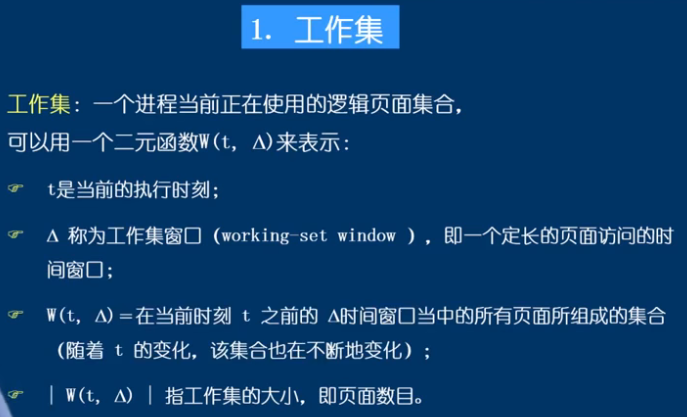 1. 工作集
工作集: 一个进程当前正在使用的逻辑页面集合,
可以用一个二元函数W(t, Δ)来表示:
☞ t是当前的执行时刻;
☞ Δ 称为工作集窗口 (working-set window ), 即一个定长的页面访问的时
间窗口;
☞ W(t, Δ)=在当前时刻 t 之前的 Δ时间窗口当中的所有页面所组成的集合
(随着 t 的变化, 该集合也在不断地变化);
☞ | W(t, Δ) | 指工作集的大小, 即页面数目。